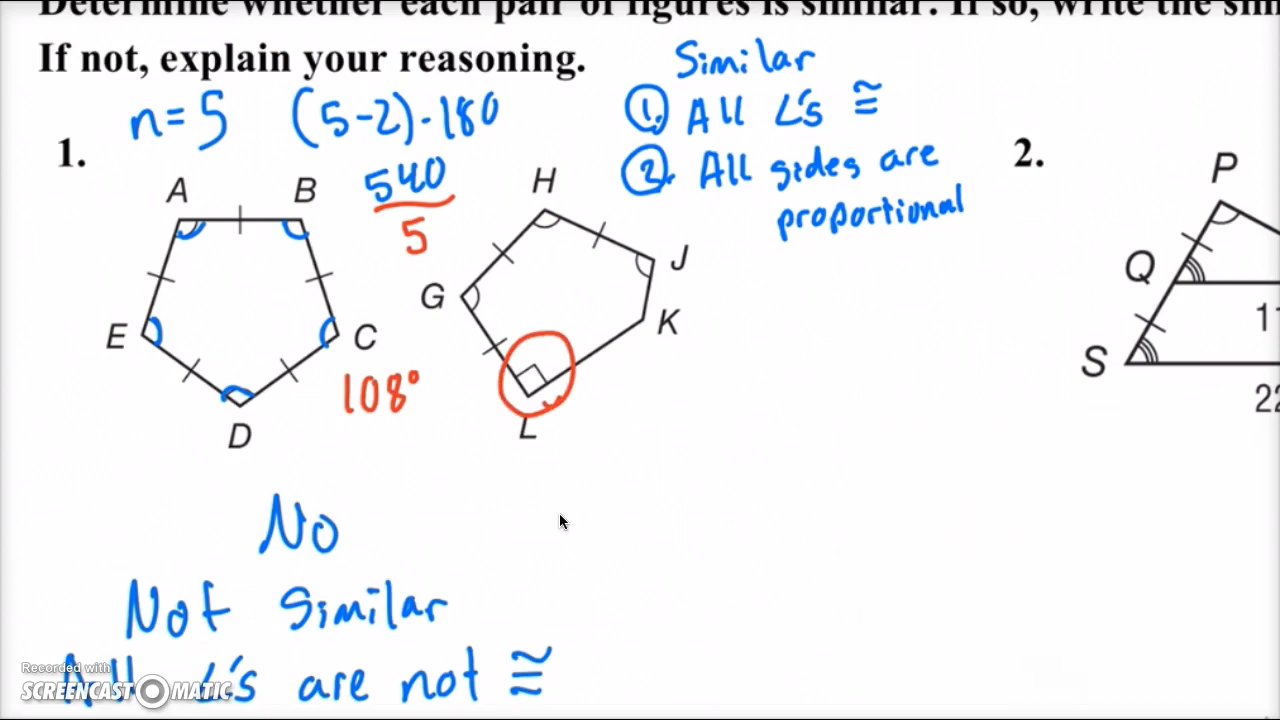 Determine whether each pair of figures is similar. If so, write the sim
If not, explain your reasoning.
Similar
n=5 (5-2)·180
1. All ∠'s ≅
2. All sides are
proportional
1.
540
5
A B
E C
D
108°
H
J
G
K
L
2.
P
Q
11
S
22
No
Not Similar
All ∠'s are not ≅
Recorded with
SCREENCAST O MATIC